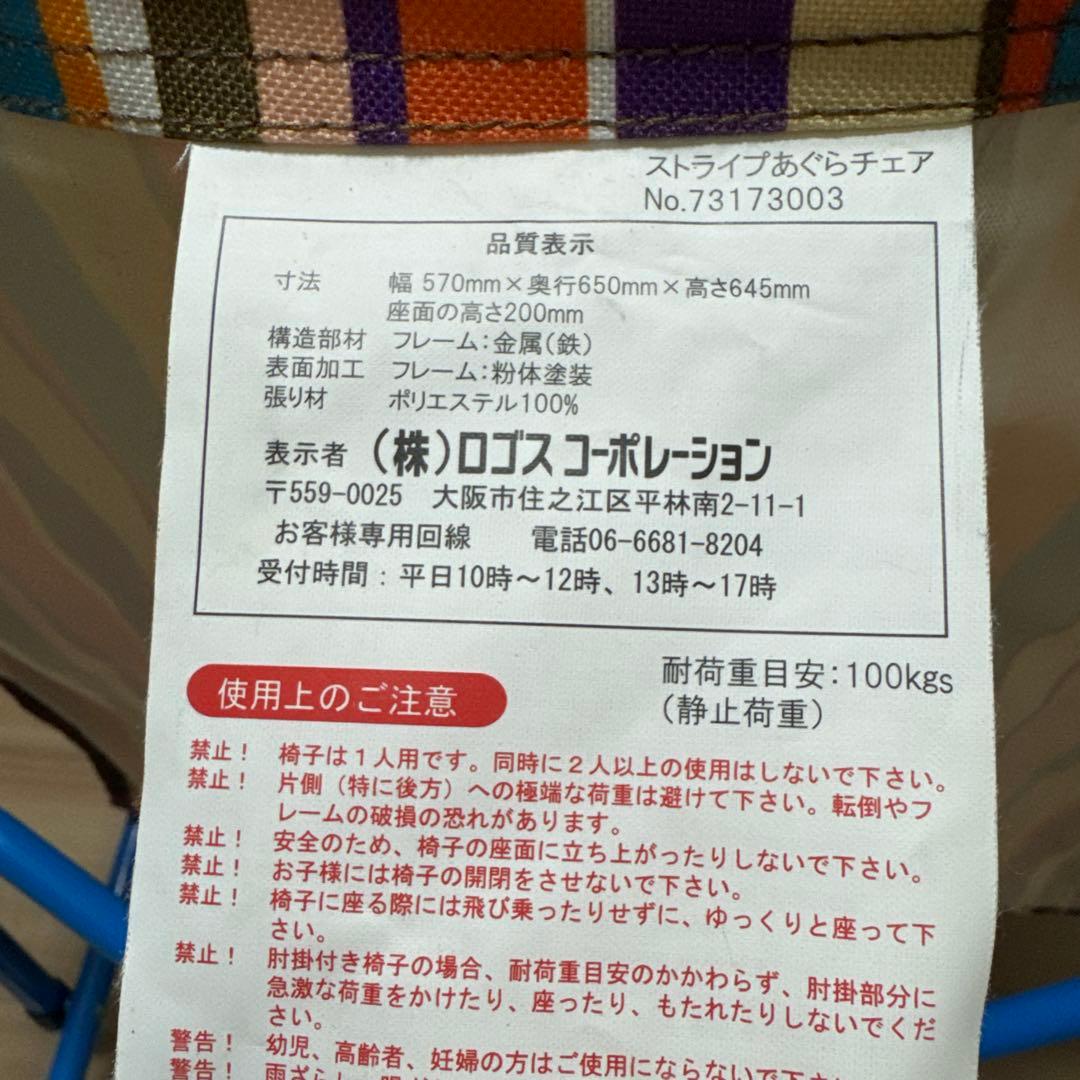 ストライプあぐらチェア
No.73173003
品質表示
寸法 幅 570mm×奥行650mm×高さ645mm
座面の高さ200mm
構造部材 フレーム:金属(鉄)
表面加工 フレーム:粉体塗装
張り材 ポリエステル100%
表示者 (株)ロゴス コーポレーション
〒559-0025 大阪市住之江区平林南2-11-1
お客様専用回線 電話06-6681-8204
受付時間:平日10時~12時、13時~17時
耐荷重目安:100kgs
(静止荷重)
使用上のご注意
禁止! 椅子は1人用です。同時に2人以上の使用はしないで下さい。
禁止! 片側(特に後方)への極端な荷重は避けて下さい。転倒やフ
レームの破損の恐れがあります。
禁止! 安全のため、椅子の座面に立ち上がったりしないで下さい。
禁止! お子様には椅子の開閉をさせないで下さい。
禁止! 椅子に座る際には飛び乗ったりせずに、ゆっくりと座って下
さい。
禁止! 肘掛付き椅子の場合、耐荷重目安のかかわらず、肘掛部分に
急激な荷重をかけたり、座ったり、もたれたりしないでくだ
さい。
警告! 幼児、高齢者、妊婦の方はご使用にならないで下さい
警告! 雨ざらし